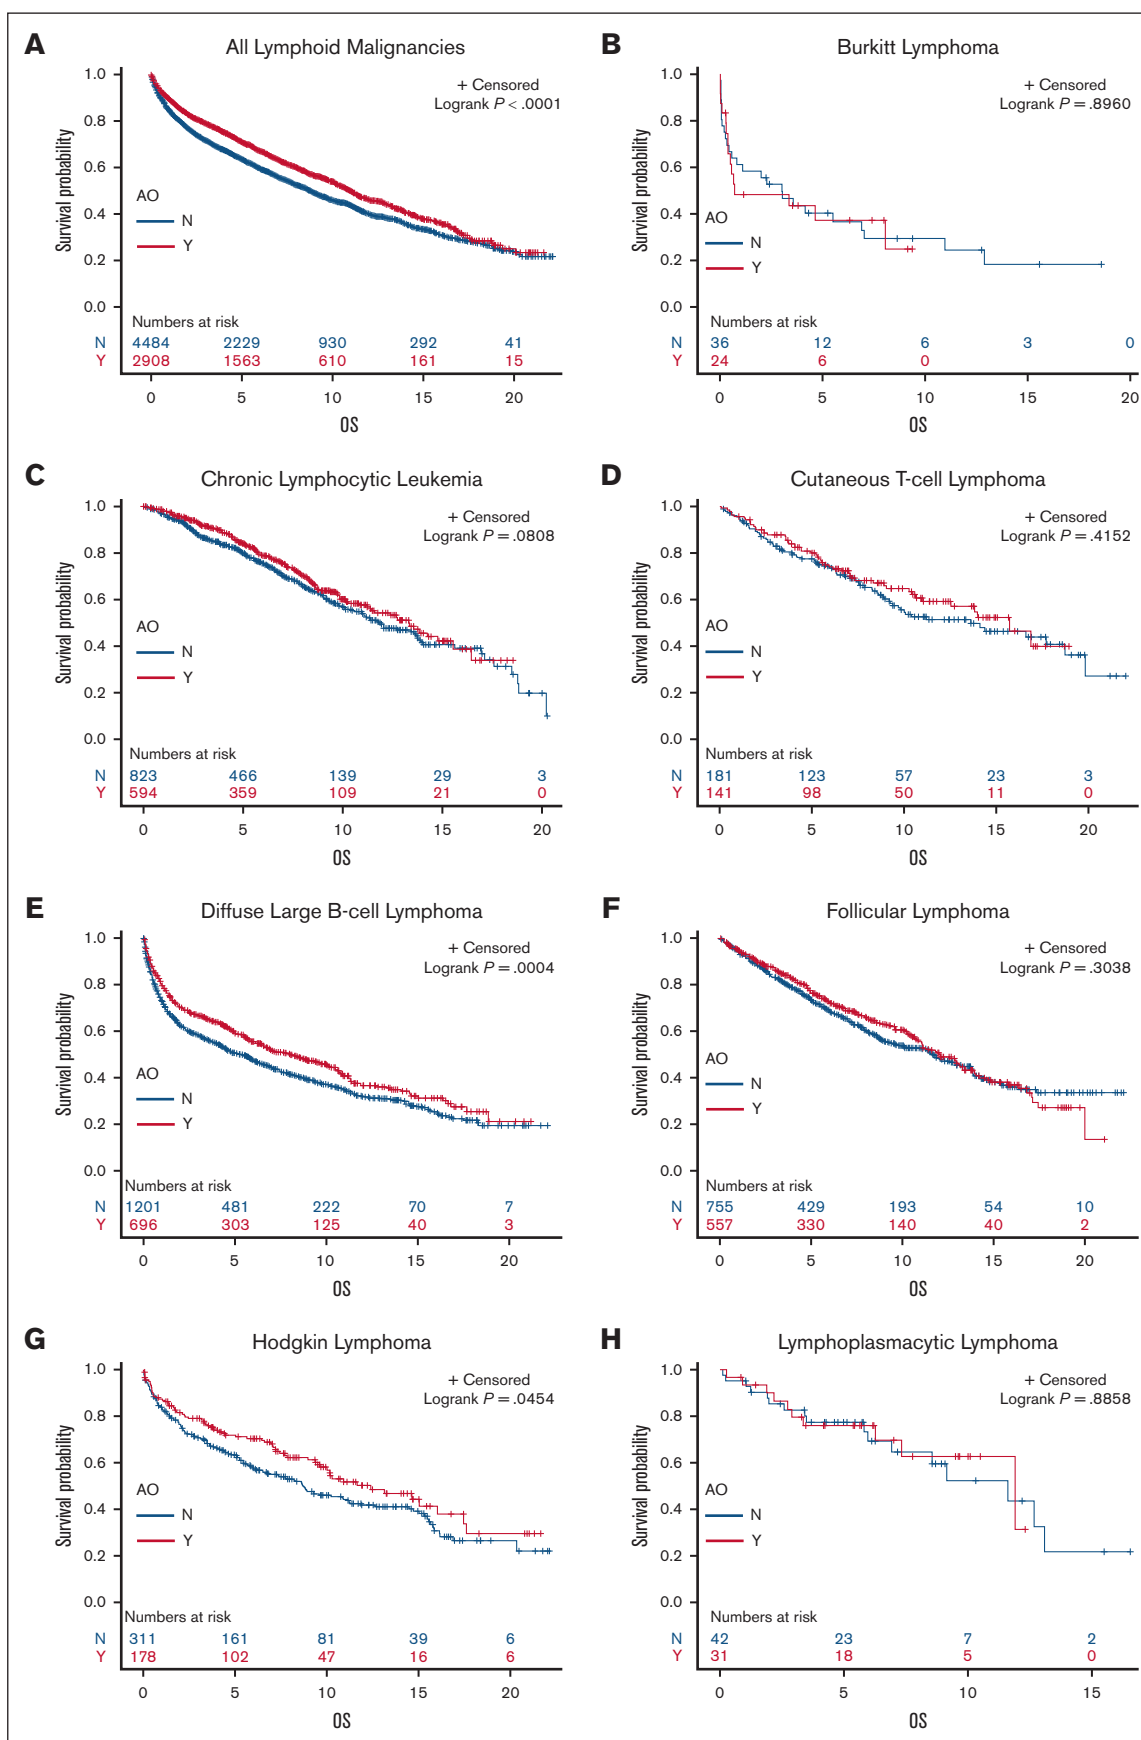 A
All Lymphoid Malignancies
+ Censored
Logrank P < .0001
Survival probability
1.0
0.8
0.6
0.4
0.2
0.0
AO
N
Y
Numbers at risk
N 4484 2229 930 292 41
Y 2908 1563 610 161 15
0 5 10 15 20
OS
B
Burkitt Lymphoma
+ Censored
Logrank P = .8960
Survival probability
1.0
0.8
0.6
0.4
0.2
0.0
AO
N
Y
Numbers at risk
N 36 12 6 3 0
Y 24 6 0
0 5 10 15 20
OS
C
Chronic Lymphocytic Leukemia
+ Censored
Logrank P = .0808
Survival probability
1.0
0.8
0.6
0.4
0.2
0.0
AO
N
Y
Numbers at risk
N 823 466 139 29 3
Y 594 359 109 21 0
0 5 10 15 20
OS
D
Cutaneous T-cell Lymphoma
+ Censored
Logrank P = .4152
Survival probability
1.0
0.8
0.6
0.4
0.2
0.0
AO
N
Y
Numbers at risk
N 181 123 57 23 3
Y 141 98 50 11 0
0 5 10 15 20
OS
E
Diffuse Large B-cell Lymphoma
+ Censored
Logrank P = .0004
Survival probability
1.0
0.8
0.6
0.4
0.2
0.0
AO
N
Y
Numbers at risk
N 1201 481 222 70 7
Y 696 303 125 40 3
0 5 10 15 20
OS
F
Follicular Lymphoma
+ Censored
Logrank P = .3038
Survival probability
1.0
0.8
0.6
0.4
0.2
0.0
AO
N
Y
Numbers at risk
N 755 429 193 54 10
Y 557 330 140 40 2
0 5 10 15 20
OS
G
Hodgkin Lymphoma
+ Censored
Logrank P = .0454
Survival probability
1.0
0.8
0.6
0.4
0.2
0.0
AO
N
Y
Numbers at risk
N 311 161 81 39 6
Y 178 102 47 16 6
0 5 10 15 20
OS
H
Lymphoplasmacytic Lymphoma
+ Censored
Logrank P = .8858
Survival probability
1.0
0.8
0.6
0.4
0.2
0.0
AO
N
Y
Numbers at risk
N 42 23 7 2
Y 31 18 5 0
0 5 10 15
OS